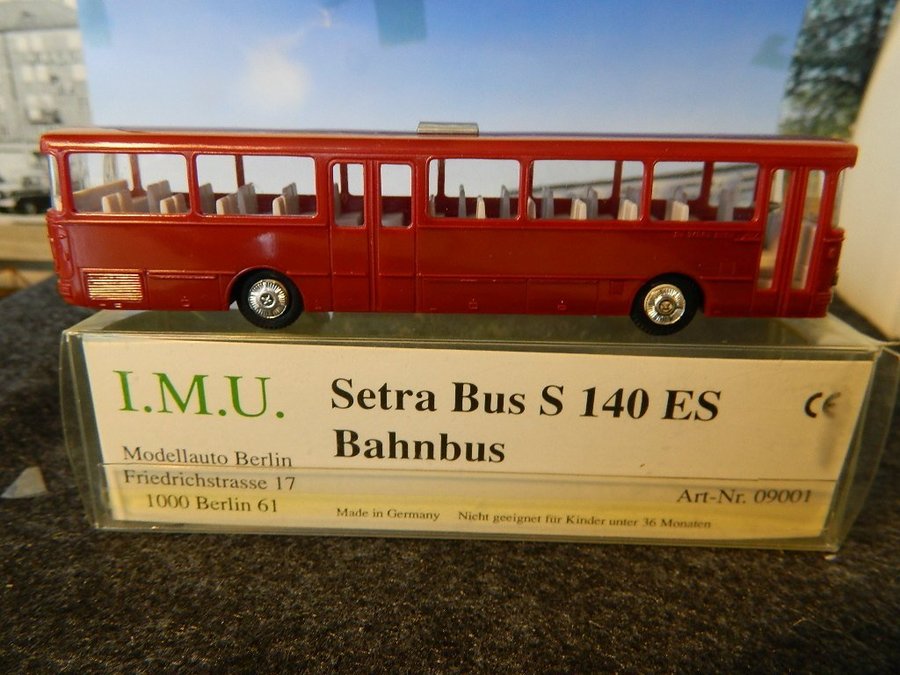 I.M.U.
Modellauto Berlin
Friedrichstrasse 17
1000 Berlin 61
Setra Bus S 140 ES
Bahnbus
CE
Art-Nr. 09001
Made in Germany Nicht geeignet für Kinder unter 36 Monaten